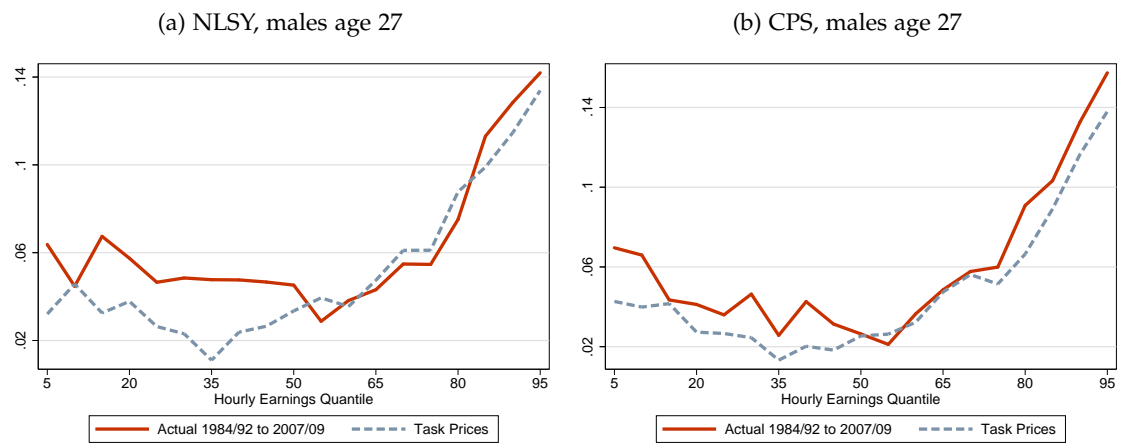 (a) NLSY, males age 27
.14
.1
.06
.02
5 20 35 50 65 80 95
Hourly Earnings Quantile
Actual 1984/92 to 2007/09 Task Prices
(b) CPS, males age 27
.14
.1
.06
.02
5 20 35 50 65 80 95
Hourly Earnings Quantile
Actual 1984/92 to 2007/09 Task Prices